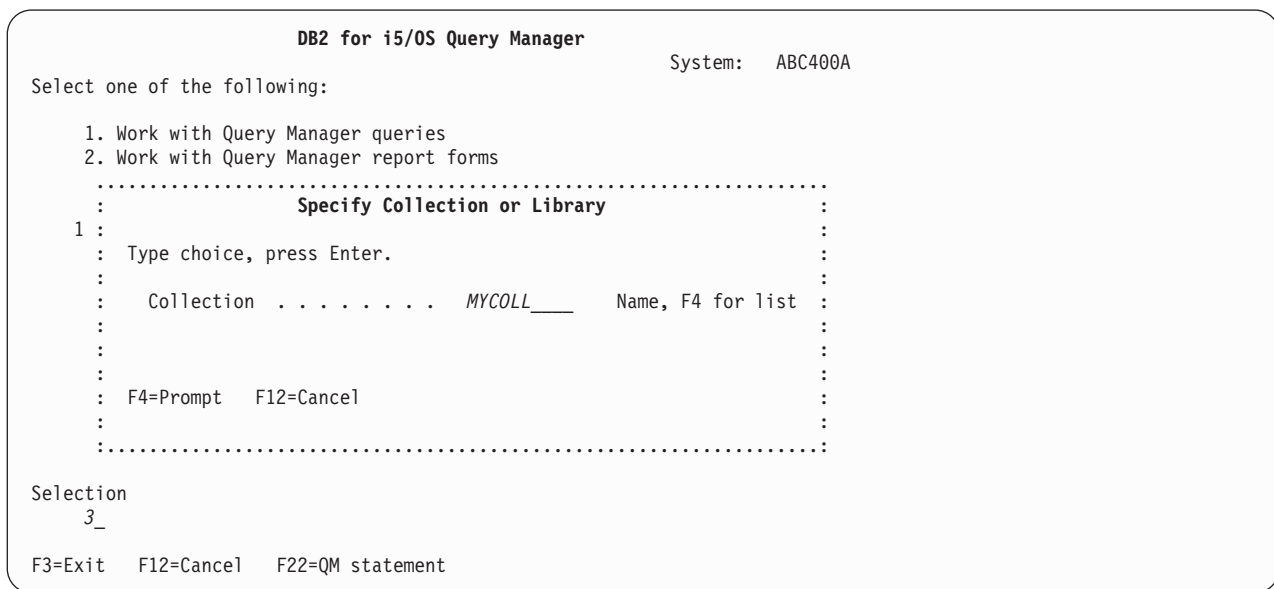 DB2 for i5/OS Query Manager
System:   ABC400A
Select one of the following:
1. Work with Query Manager queries
2. Work with Query Manager report forms
......................................................................
:                  Specify Collection or Library                    :
1 :                                                                    :
:  Type choice, press Enter.                                         :
:                                                                    :
:    Collection . . . . . . . .   MYCOLL____    Name, F4 for list  :
:                                                                    :
:                                                                    :
:                                                                    :
:  F4=Prompt   F12=Cancel                                            :
:                                                                    :
:....................................................................:
Selection
3_
F3=Exit   F12=Cancel   F22=QM statement